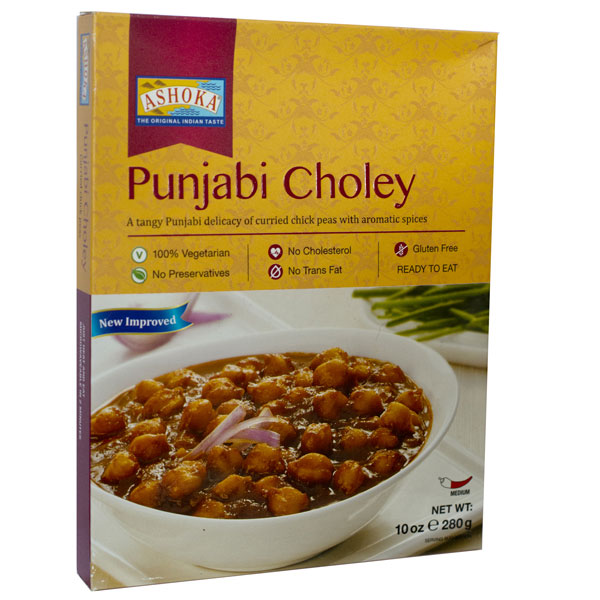 ASHOKA
THE ORIGINAL INDIAN TASTE
Punjabi Choley
A tangy Punjabi delicacy of curried chick peas with aromatic spices
V 100% Vegetarian
No Cholesterol
Gluten Free
No Preservatives
No Trans Fat
READY TO EAT
New Improved
MEDIUM
NET WT:
10 oz e 280 g
ASHOKA
Punjabi Choley